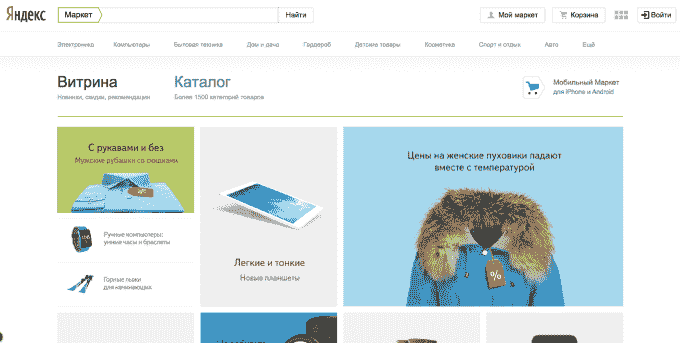 Яндекс
Маркет
Найти
Мой маркет
Корзина
Войти
Электроника
Компьютеры
Бытовая техника
Дом и дача
Гардероб
Детские товары
Косметика
Спорт и отдых
Авто
Ещё
Витрина
Новинки, скидки, рекомендации
Каталог
Более 1500 категорий товаров
Мобильный Маркет
для iPhone и Android
С рукавами и без
Мужские рубашки со скидками
Ручные компьютеры:
умные часы и браслеты
Горные лыжи
для начинающих
Легкие и тонкие
Новые планшеты
Цены на женские пуховики падают
вместе с температурой
%